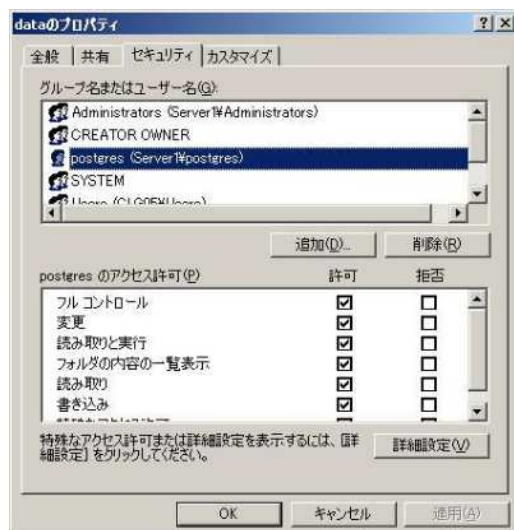 dataのプロパティ
全般 共有 セキュリティ カスタマイズ
グループ名またはユーザー名(G):
Administrators (Server1¥Administrators)
CREATOR OWNER
postgres (Server1¥postgres)
SYSTEM
追加(D)... 削除(R)
postgres のアクセス許可(P) 許可 拒否
フル コントロール
変更
読み取りと実行
フォルダの内容の一覧表示
読み取り
書き込み
特殊なアクセス許可または詳細設定を表示するには、[詳
細設定] をクリックしてください。
詳細設定(V)
OK キャンセル 適用(A)